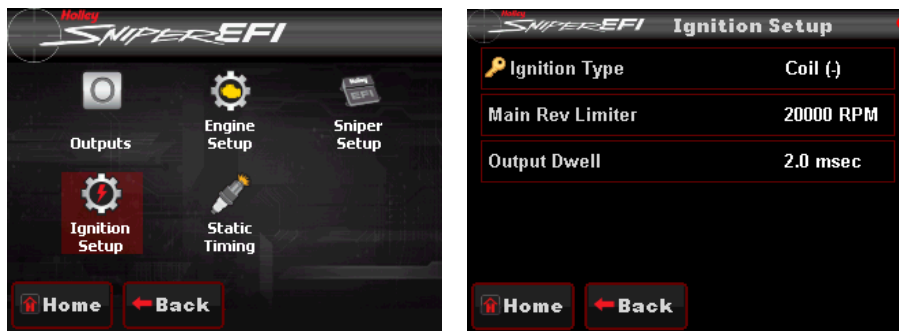 Holley
SNIPER EFI
Outputs
Engine
Setup
Holley
EFI
Sniper
Setup
Ignition
Setup
Static
Timing
Home
Back
Holley
SNIPER EFI
Ignition Setup
Ignition Type Coil (-)
Main Rev Limiter 20000 RPM
Output Dwell 2.0 msec
Home
Back